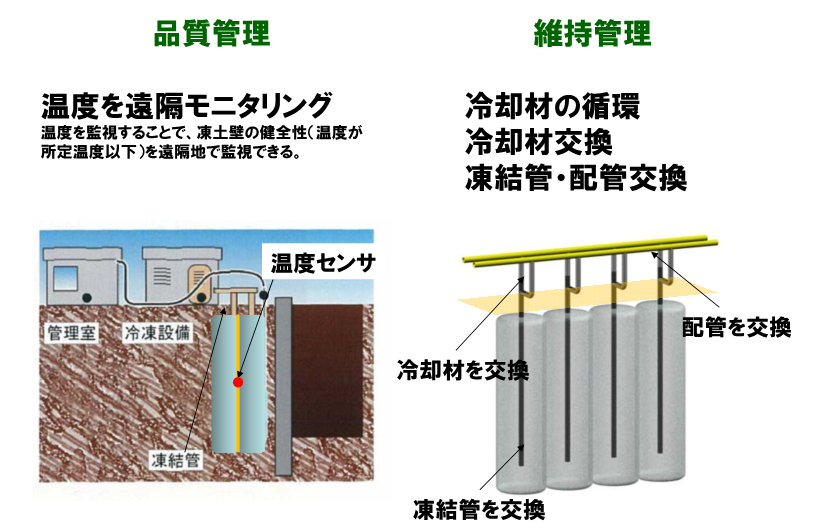 品質管理
維持管理
温度を遠隔モニタリング
温度を監視することで、凍土壁の健全性(温度が
所定温度以下)を遠隔地で監視できる。
冷却材の循環
冷却材交換
凍結管・配管交換
温度センサ
管理室
冷凍設備
凍結管
配管を交換
冷却材を交換
凍結管を交換